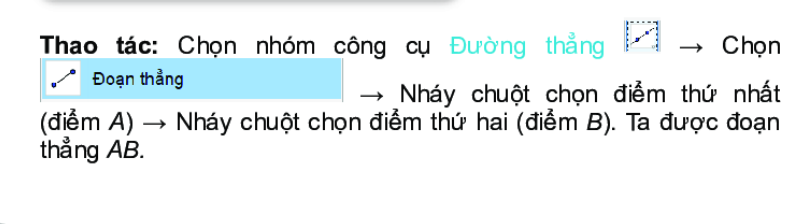 Thao tác: Chọn nhóm công cụ Đường thẳng → Chọn
Đoạn thẳng → Nháy chuột chọn điểm thứ nhất
(điểm A) → Nháy chuột chọn điểm thứ hai (điểm B). Ta được đoạn
thẳng AB.